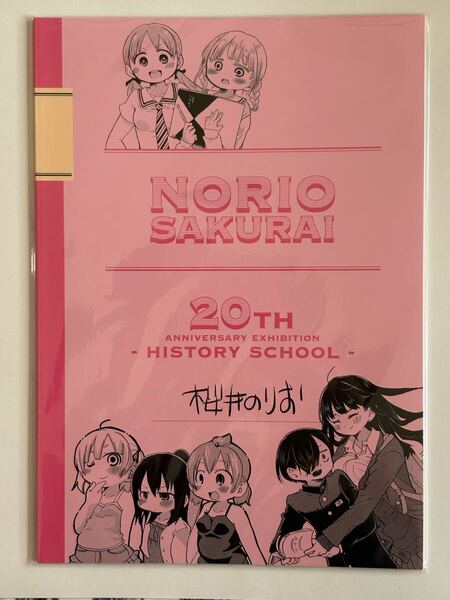 NORIO
SAKURAI
20TH
ANNIVERSARY EXHIBITION
- HISTORY SCHOOL -
桜井のりお